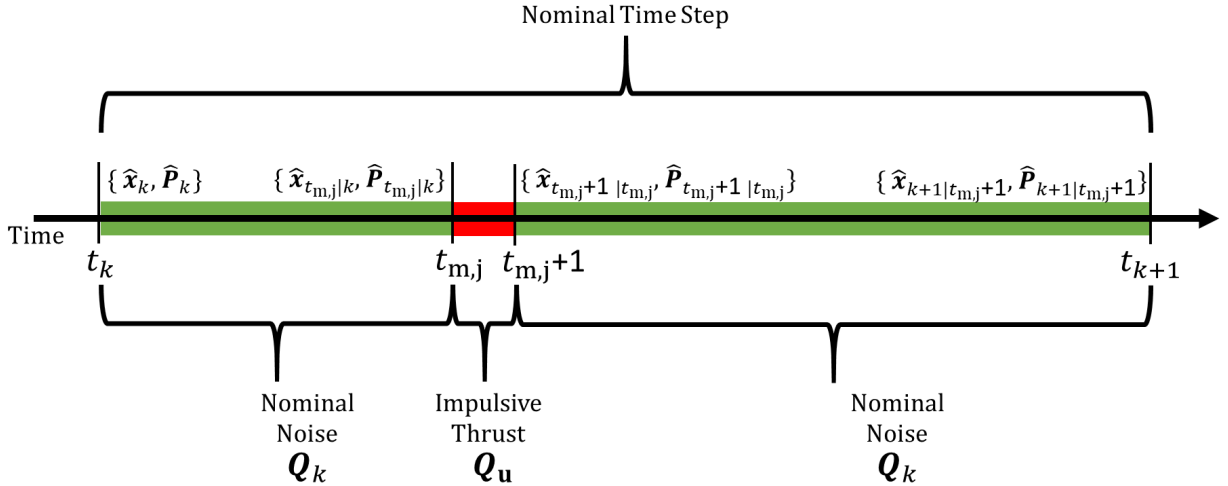 Nominal Time Step
{ x̂_k, P̂_k} { x̂_{t_{m,j}|k}, P̂_{t_{m,j}|k}} { x̂_{t_{m,j}+1 |t_{m,j}}, P̂_{t_{m,j}+1 |t_{m,j}}} { x̂_{k+1|t_{m,j}+1}, P̂_{k+1|t_{m,j}+1}}
Time
t_k t_{m,j} t_{m,j}+1 t_{k+1}
Nominal
Noise
Q_k
Impulsive
Thrust
Q_u
Nominal
Noise
Q_k